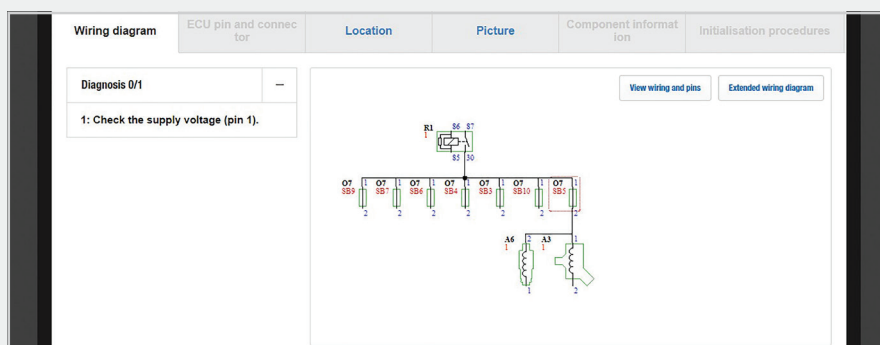 Wiring diagram
ECU pin and connec
tor
Location
Picture
Component informat
ion
Initialisation procedures
Diagnosis 0/1
−
1: Check the supply voltage (pin 1).
View wiring and pins
Extended wiring diagram
R1 86 87
1
85 30
O7 1 O7 1 O7 1 O7 1 O7 1 O7 1 O7 1
SB9 SB7 SB6 SB4 SB3 SB10 SB5
2 2 2 2 2 2 2
A6 2 A3 1
1 1
1 2